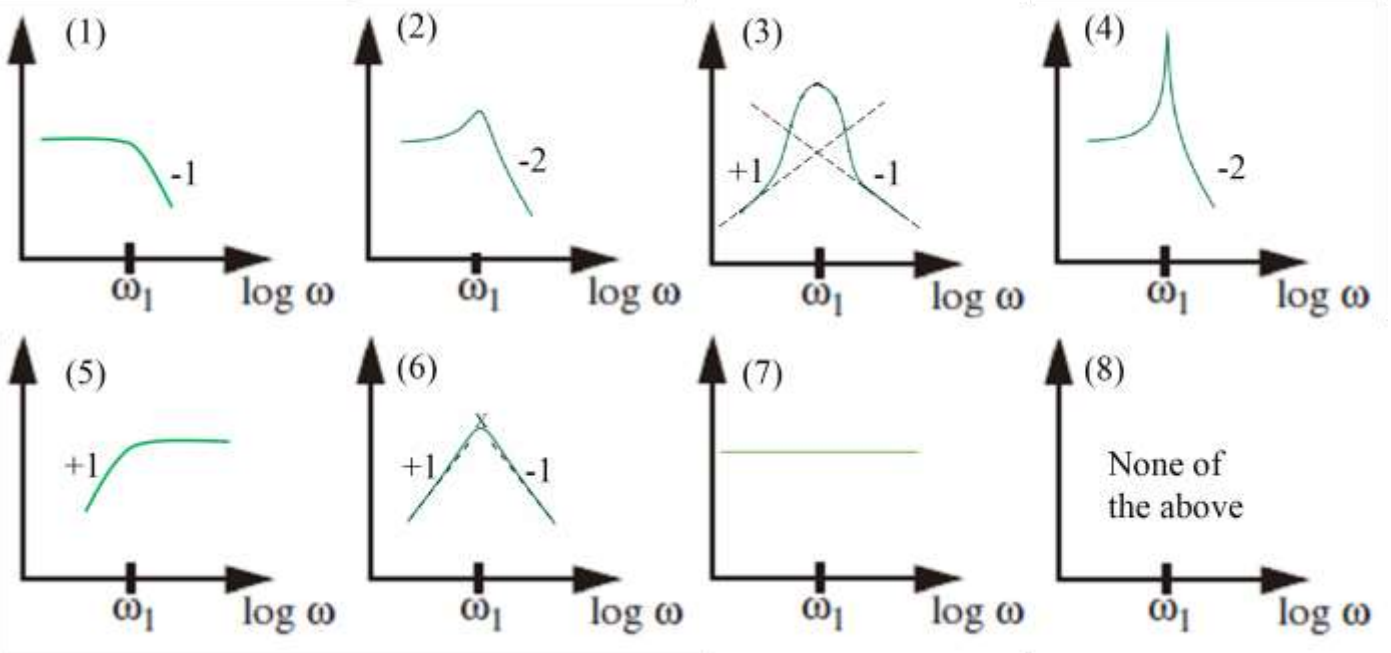 (1)
(2)
(3)
(4)
-1
-2
+1
-1
-2
ω₁
log ω
ω₁
log ω
ω₁
log ω
ω₁
log ω
(5)
(6)
(7)
(8)
+1
x
+1
-1
None of
the above
ω₁
log ω
ω₁
log ω
ω₁
log ω
ω₁
log ω